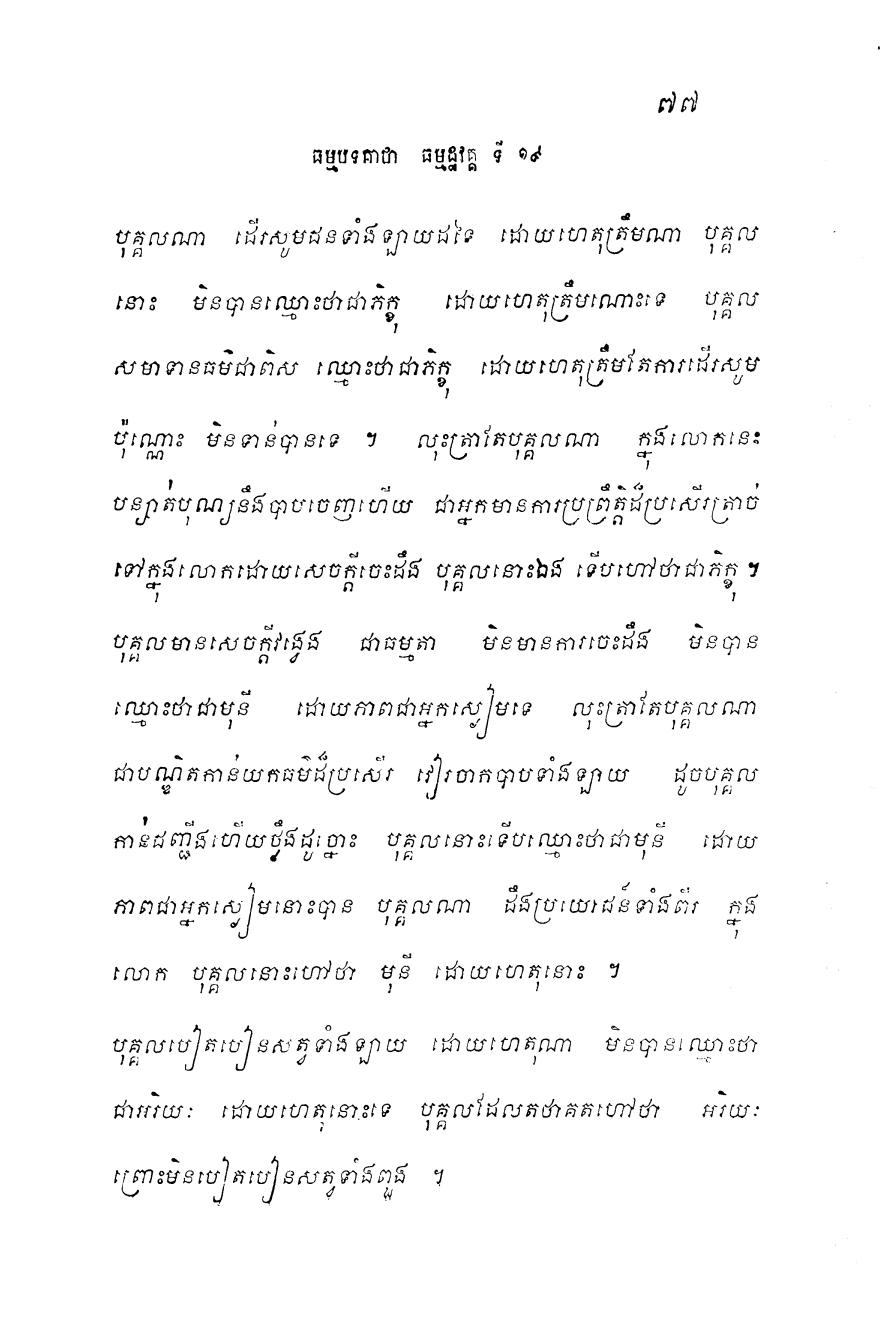 ៧៧
ធម្មបទគាថា ធម្មដ្ឋវគ្គ ទី ១៩
បុគ្គលណា ដើរសូមជនទាំងឡាយដទៃ ដោយហេតុត្រឹមណា បុគ្គល
នោះ មិនបានឈ្មោះថាជាភិក្ខុ ដោយហេតុត្រឹមណោះទេ បុគ្គល
សមាទានធម៌ជាពិស ឈ្មោះថាជាភិក្ខុ ដោយហេតុត្រឹមតែការដើរសូម
ប៉ុណ្ណោះ មិនទាន់បានទេ ។ លុះត្រាតែបុគ្គលណា ក្នុងលោកនេះ
បន្សាត់បុណ្យនឹងបាបចេញហើយ ជាអ្នកមានការប្រព្រឹត្តិដ៏ប្រសើរត្រាច់
ទៅក្នុងលោកដោយសេចក្ដីចេះដឹង បុគ្គលនោះឯង ទើបហៅថាជាភិក្ខុ ។
បុគ្គលមានសេចក្ដីវង្វេង ជាធម្មតា មិនមានការចេះដឹង មិនបាន
ឈ្មោះថាជាមុនី ដោយភាពជាអ្នកស្ងៀមទេ លុះត្រាតែបុគ្គលណា
ជាបណ្ឌិតកាន់យកធម៌ដ៏ប្រសើរ វៀរចាកបាបទាំងឡាយ ដូចបុគ្គល
កាន់ជញ្ជីងហើយថ្លឹងដូច្នោះ បុគ្គលនោះទើបឈ្មោះថាជាមុនី ដោយ
ភាពជាអ្នកស្ងៀមនោះបាន បុគ្គលណា ដឹងប្រយោជន៍ទាំងពីរ ក្នុង
លោក បុគ្គលនោះហៅថា មុនី ដោយហេតុនោះ ។
បុគ្គលបៀតបៀនសត្វទាំងឡាយ ដោយហេតុណា មិនបានឈ្មោះថា
ជាអរិយៈ ដោយហេតុនោះទេ បុគ្គលដែលតថាគតហៅថា អរិយៈ
ព្រោះមិនបៀតបៀនសត្វទាំងពួង ។